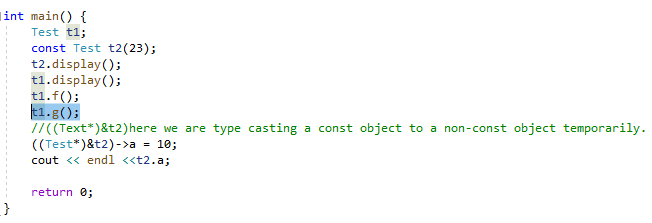 int main() {
Test t1;
const Test t2(23);
t2.display();
t1.display();
t1.f();
t1.g();
//((Text*)&t2)here we are type casting a const object to a non-const object temporarily.
((Test*)&t2)->a = 10;
cout << endl <<t2.a;
return 0;
}